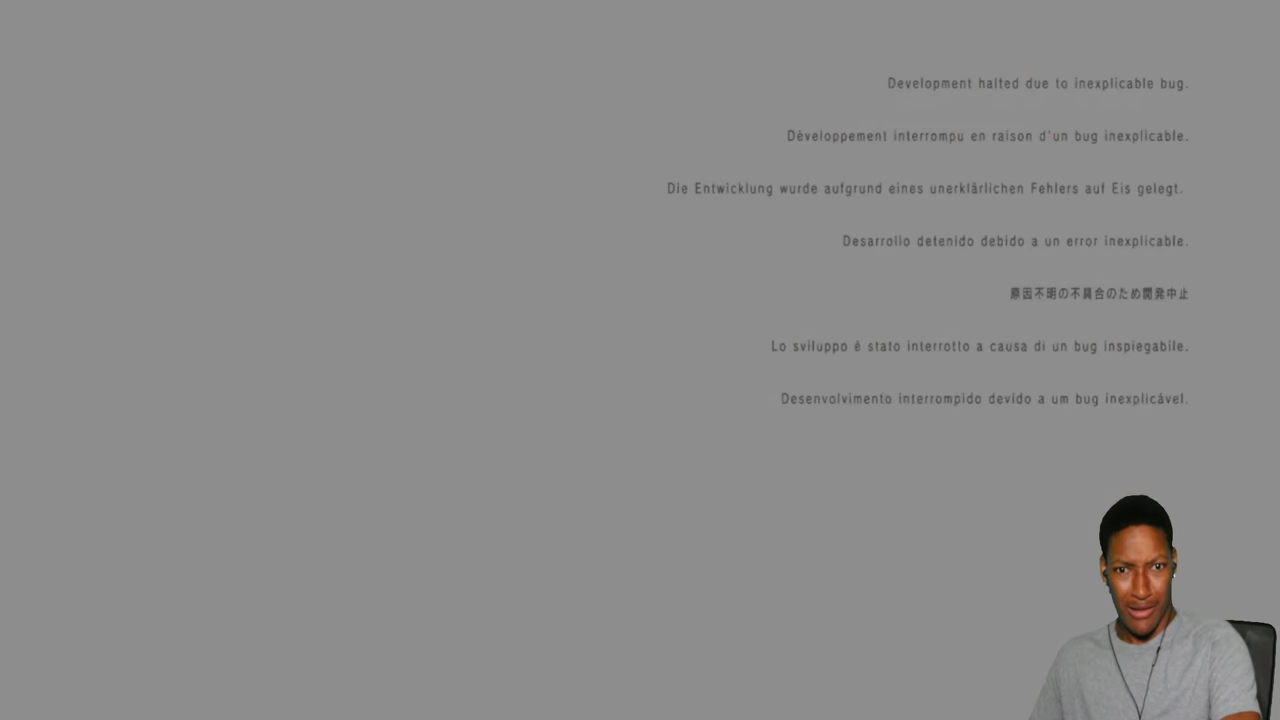 Development halted due to inexplicable bug.
Développement interrompu en raison d'un bug inexplicable.
Die Entwicklung wurde aufgrund eines unerklärlichen Fehlers auf Eis gelegt.
Desarrollo detenido debido a un error inexplicable.
原因不明の不具合のため開発中止
Lo sviluppo è stato interrotto a causa di un bug inspiegabile.
Desenvolvimento interrompido devido a um bug inexplicável.